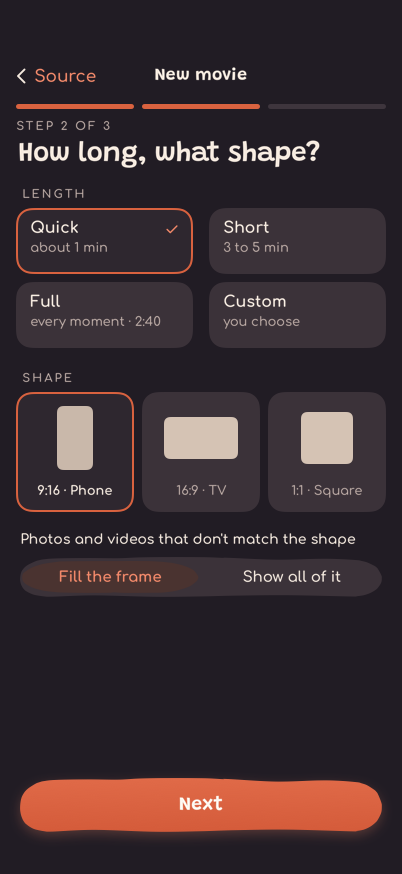 Source
New movie
STEP 2 OF 3
How long, what shape?
LENGTH
Quick
about 1 min
Short
3 to 5 min
Full
every moment · 2:40
Custom
you choose
SHAPE
9:16 · Phone
16:9 · TV
1:1 · Square
Photos and videos that don't match the shape
Fill the frame
Show all of it
Next